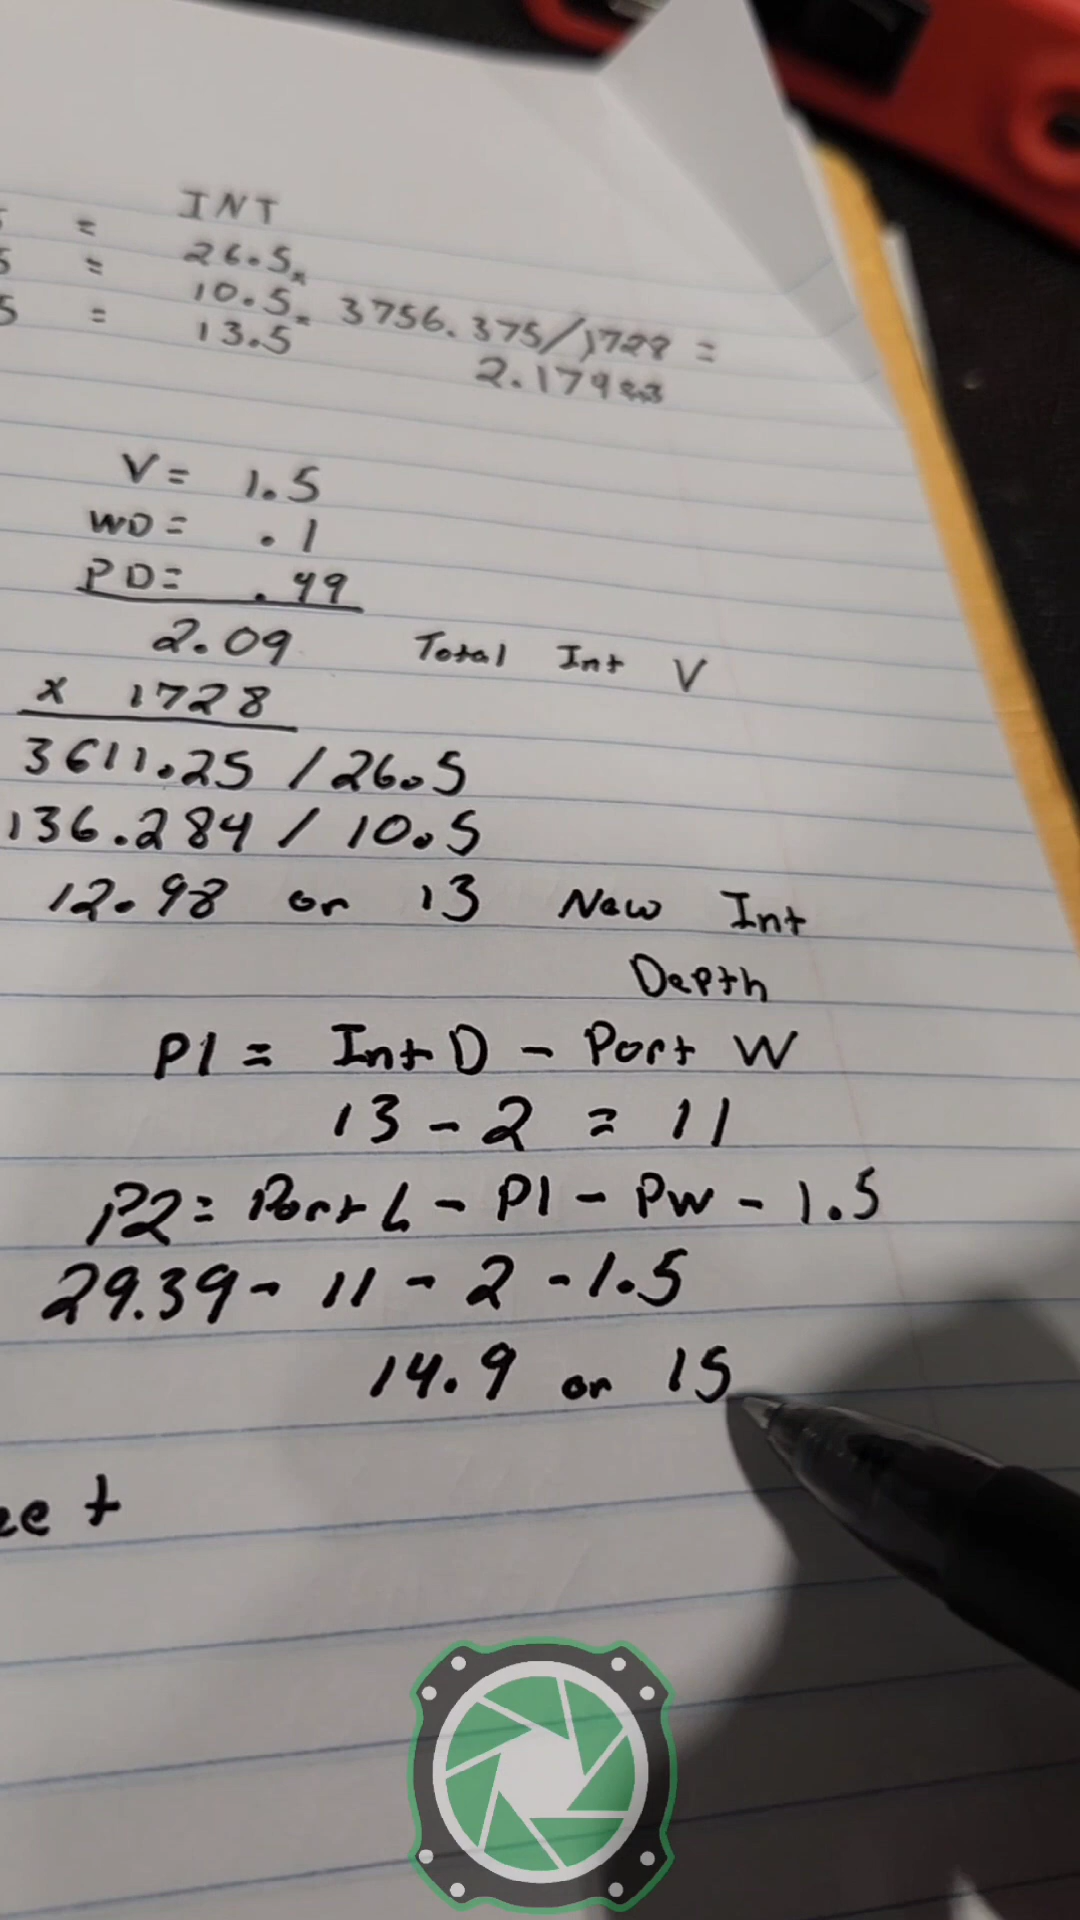 INT
5 = 26.5 x
5 = 10.5 = 3756.375/1728 =
5 = 13.5
2.179
V = 1.5
WD = .1
PD = .49
2.09 Total Int V
x 1728
3611.25 / 26.5
136.284 / 10.5
12.98 or 13 New Int
Depth
P1 = Int D - Port W
13 - 2 = 11
P2 = Port L - P1 - PW - 1.5
29.39 - 11 - 2 - 1.5
14.9 or 15